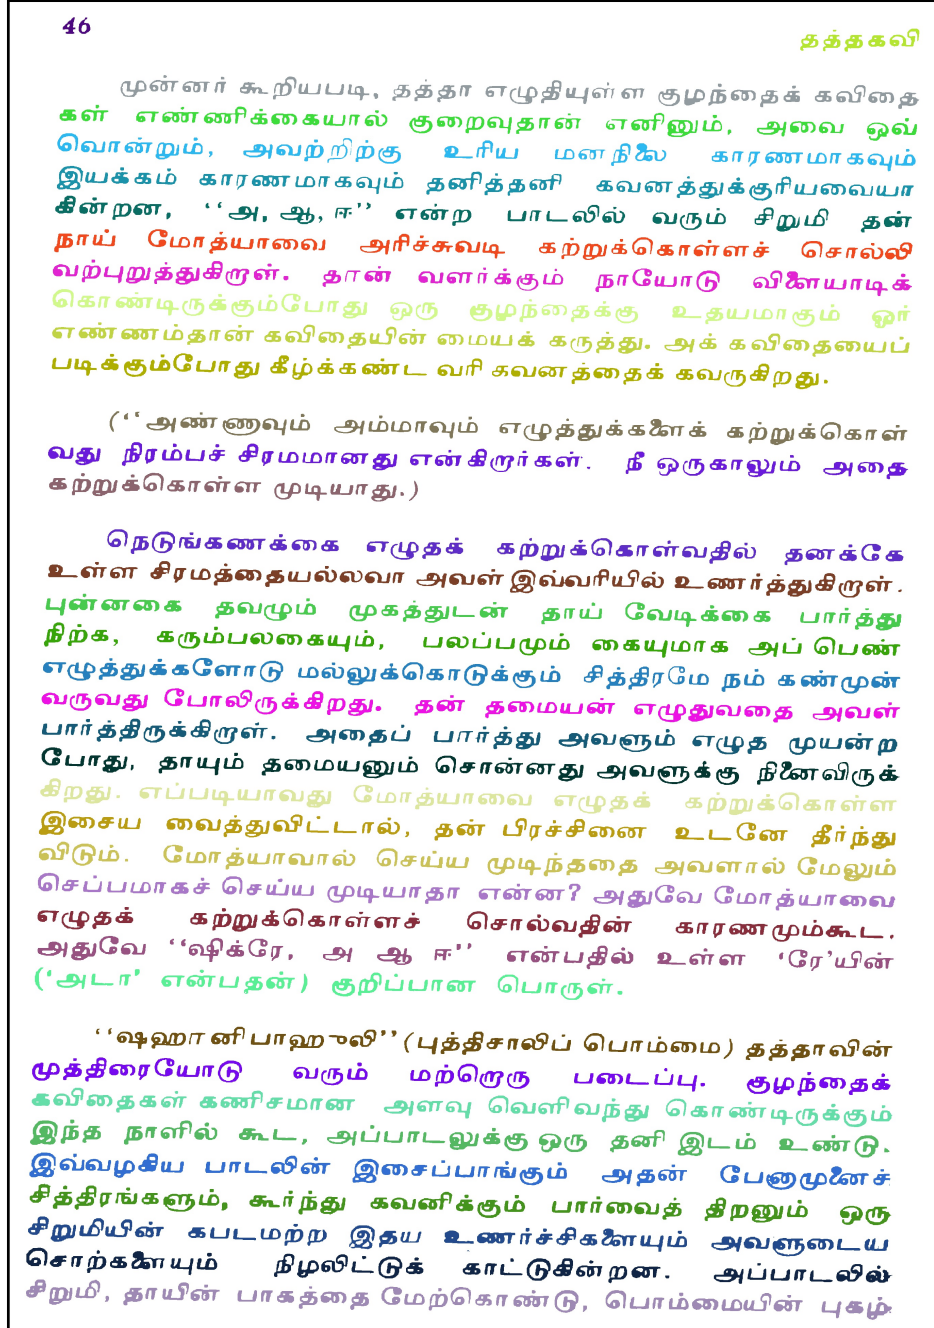 46
தத்தகவி
முன்னர் கூறியபடி, தத்தா எழுதியுள்ள குழந்தைக் கவிதை
கள் எண்ணிக்கையால் குறைவுதான் எனினும், அவை ஒவ்
வொன்றும், அவற்றிற்கு உரிய மனநிலை காரணமாகவும்
இயக்கம் காரணமாகவும் தனித்தனி கவனத்துக்குரியவையா
கின்றன, ‘‘அ, ஆ, ஈ’’ என்ற பாடலில் வரும் சிறுமி தன்
நாய் மோத்யாவை அரிச்சுவடி கற்றுக்கொள்ளச் சொல்லி
வற்புறுத்துகிறாள். தான் வளர்க்கும் நாயோடு விளையாடிக்
கொண்டிருக்கும்போது ஒரு குழந்தைக்கு உதயமாகும் ஓர்
எண்ணம்தான் கவிதையின் மையக் கருத்து. அக் கவிதையைப்
படிக்கும்போது கீழ்க்கண்ட வரி கவனத்தைக் கவருகிறது.
(‘‘அண்ணாவும் அம்மாவும் எழுத்துக்களைக் கற்றுக்கொள்
வது நிரம்பச் சிரமமானது என்கிறார்கள். நீ ஒருகாலும் அதை
கற்றுக்கொள்ள முடியாது.)
நெடுங்கணக்கை எழுதக் கற்றுக்கொள்வதில் தனக்கே
உள்ள சிரமத்தையல்லவா அவள் இவ்வரியில் உணர்த்துகிறாள்.
புன்னகை தவழும் முகத்துடன் தாய் வேடிக்கை பார்த்து
நிற்க, கரும்பலகையும், பலப்பமும் கையுமாக அப் பெண்
எழுத்துக்களோடு மல்லுக்கொடுக்கும் சித்திரமே நம் கண்முன்
வருவது போலிருக்கிறது. தன் தமையன் எழுதுவதை அவள்
பார்த்திருக்கிறாள். அதைப் பார்த்து அவளும் எழுத முயன்ற
போது, தாயும் தமையனும் சொன்னது அவளுக்கு நினைவிருக்
கிறது. எப்படியாவது மோத்யாவை எழுதக் கற்றுக்கொள்ள
இசைய வைத்துவிட்டால், தன் பிரச்சினை உடனே தீர்ந்து
விடும். மோத்யாவால் செய்ய முடிந்ததை அவளால் மேலும்
செப்பமாகச் செய்ய முடியாதா என்ன? அதுவே மோத்யாவை
எழுதக் கற்றுக்கொள்ளச் சொல்வதின் காரணமும்கூட.
அதுவே ‘‘ஷிக்ரே, அ ஆ ஈ’’ என்பதில் உள்ள ‘ரே’யின்
(‘அடா’ என்பதன்) குறிப்பான பொருள்.
‘‘ஷஹானிபாஹுலி’’ (புத்திசாலிப் பொம்மை) தத்தாவின்
முத்திரையோடு வரும் மற்றொரு படைப்பு. குழந்தைக்
கவிதைகள் கணிசமான அளவு வெளிவந்து கொண்டிருக்கும்
இந்த நாளில் கூட, அப்பாடலுக்கு ஒரு தனி இடம் உண்டு.
இவ்வழகிய பாடலின் இசைப்பாங்கும் அதன் பேனாமுனைச்
சித்திரங்களும், கூர்ந்து கவனிக்கும் பார்வைத் திறனும் ஒரு
சிறுமியின் கபடமற்ற இதய உணர்ச்சிகளையும் அவளுடைய
சொற்களையும் நிழலிட்டுக் காட்டுகின்றன. அப்பாடலில்
சிறுமி, தாயின் பாகத்தை மேற்கொண்டு, பொம்மையின் புகழ்